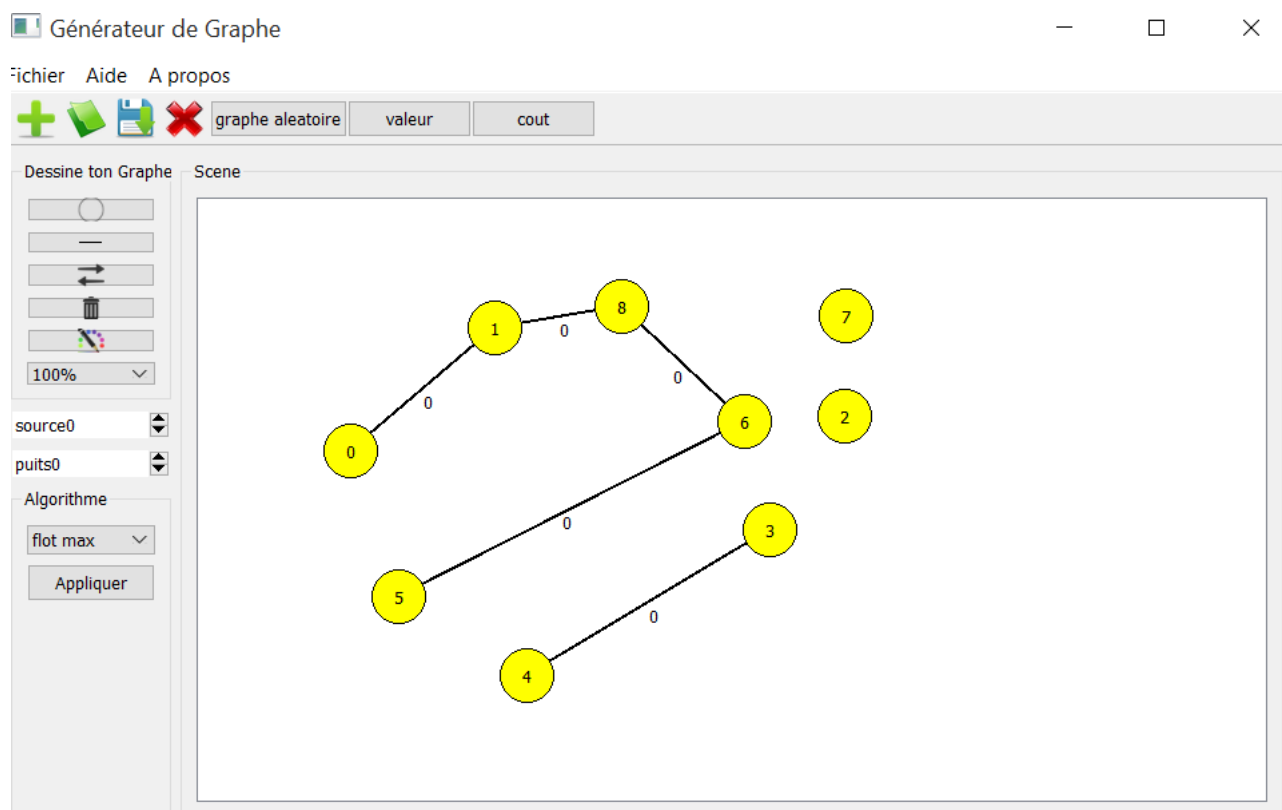 Générateur de Graphe
Fichier Aide A propos
graphe aleatoire valeur cout
Dessine ton Graphe Scene
100%
source0
puits0
Algorithme
flot max
Appliquer
8
7
1
0
0
2
6
0
0
0
3
0
5
0
4